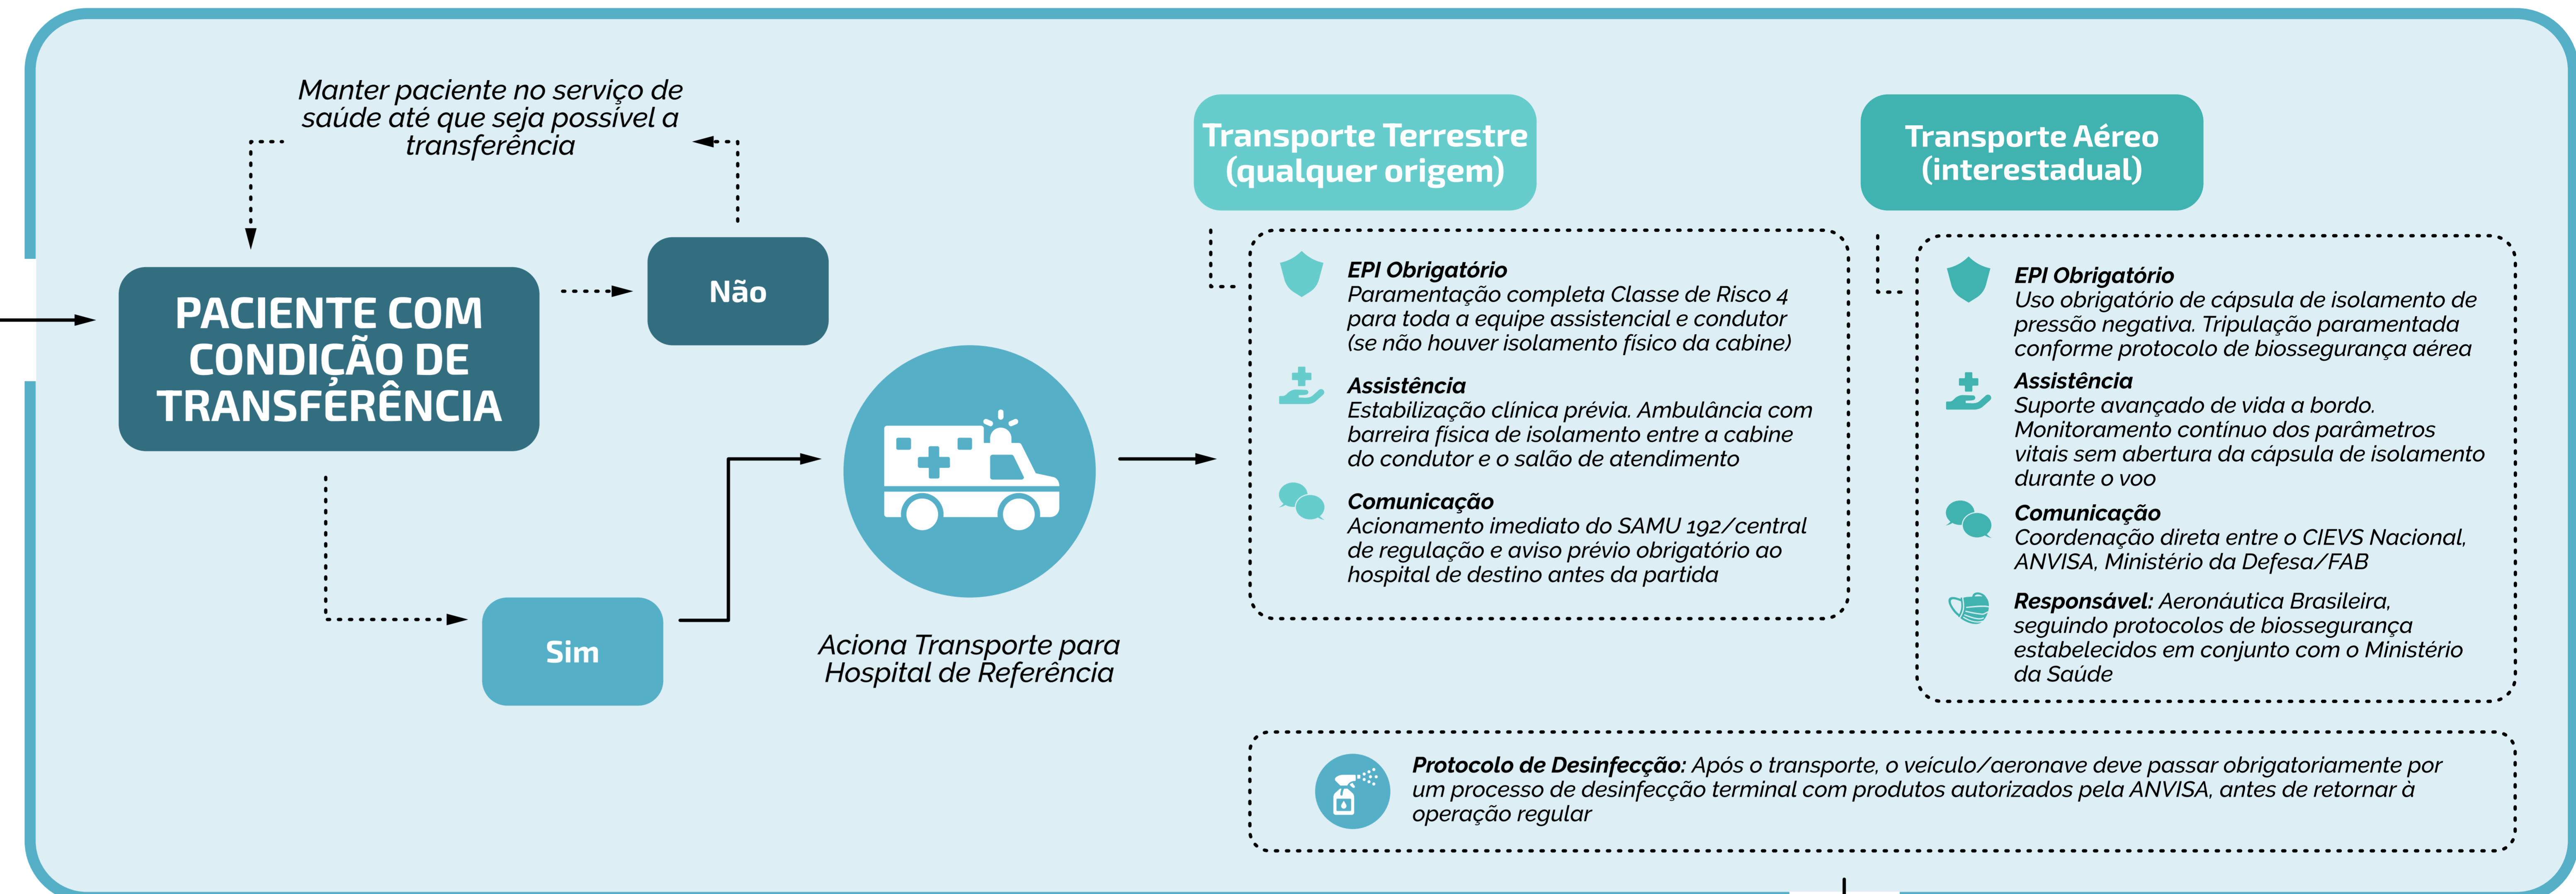 Manter paciente no serviço de
saúde até que seja possível a
transferência
PACIENTE COM
CONDIÇÃO DE
TRANSFERÊNCIA
Não
Sim
Aciona Transporte para
Hospital de Referência
Transporte Terrestre
(qualquer origem)
EPI Obrigatório
Paramentação completa Classe de Risco 4
para toda a equipe assistencial e condutor
(se não houver isolamento físico da cabine)
Assistência
Estabilização clínica prévia. Ambulância com
barreira física de isolamento entre a cabine
do condutor e o salão de atendimento
Comunicação
Acionamento imediato do SAMU 192/central
de regulação e aviso prévio obrigatório ao
hospital de destino antes da partida
Transporte Aéreo
(interestadual)
EPI Obrigatório
Uso obrigatório de cápsula de isolamento de
pressão negativa. Tripulação paramentada
conforme protocolo de biossegurança aérea
Assistência
Suporte avançado de vida a bordo.
Monitoramento contínuo dos parâmetros
vitais sem abertura da cápsula de isolamento
durante o voo
Comunicação
Coordenação direta entre o CIEVS Nacional,
ANVISA, Ministério da Defesa/FAB
Responsável: Aeronáutica Brasileira,
seguindo protocolos de biossegurança
estabelecidos em conjunto com o Ministério
da Saúde
Protocolo de Desinfecção: Após o transporte, o veículo/aeronave deve passar obrigatoriamente por
um processo de desinfecção terminal com produtos autorizados pela ANVISA, antes de retornar à
operação regular